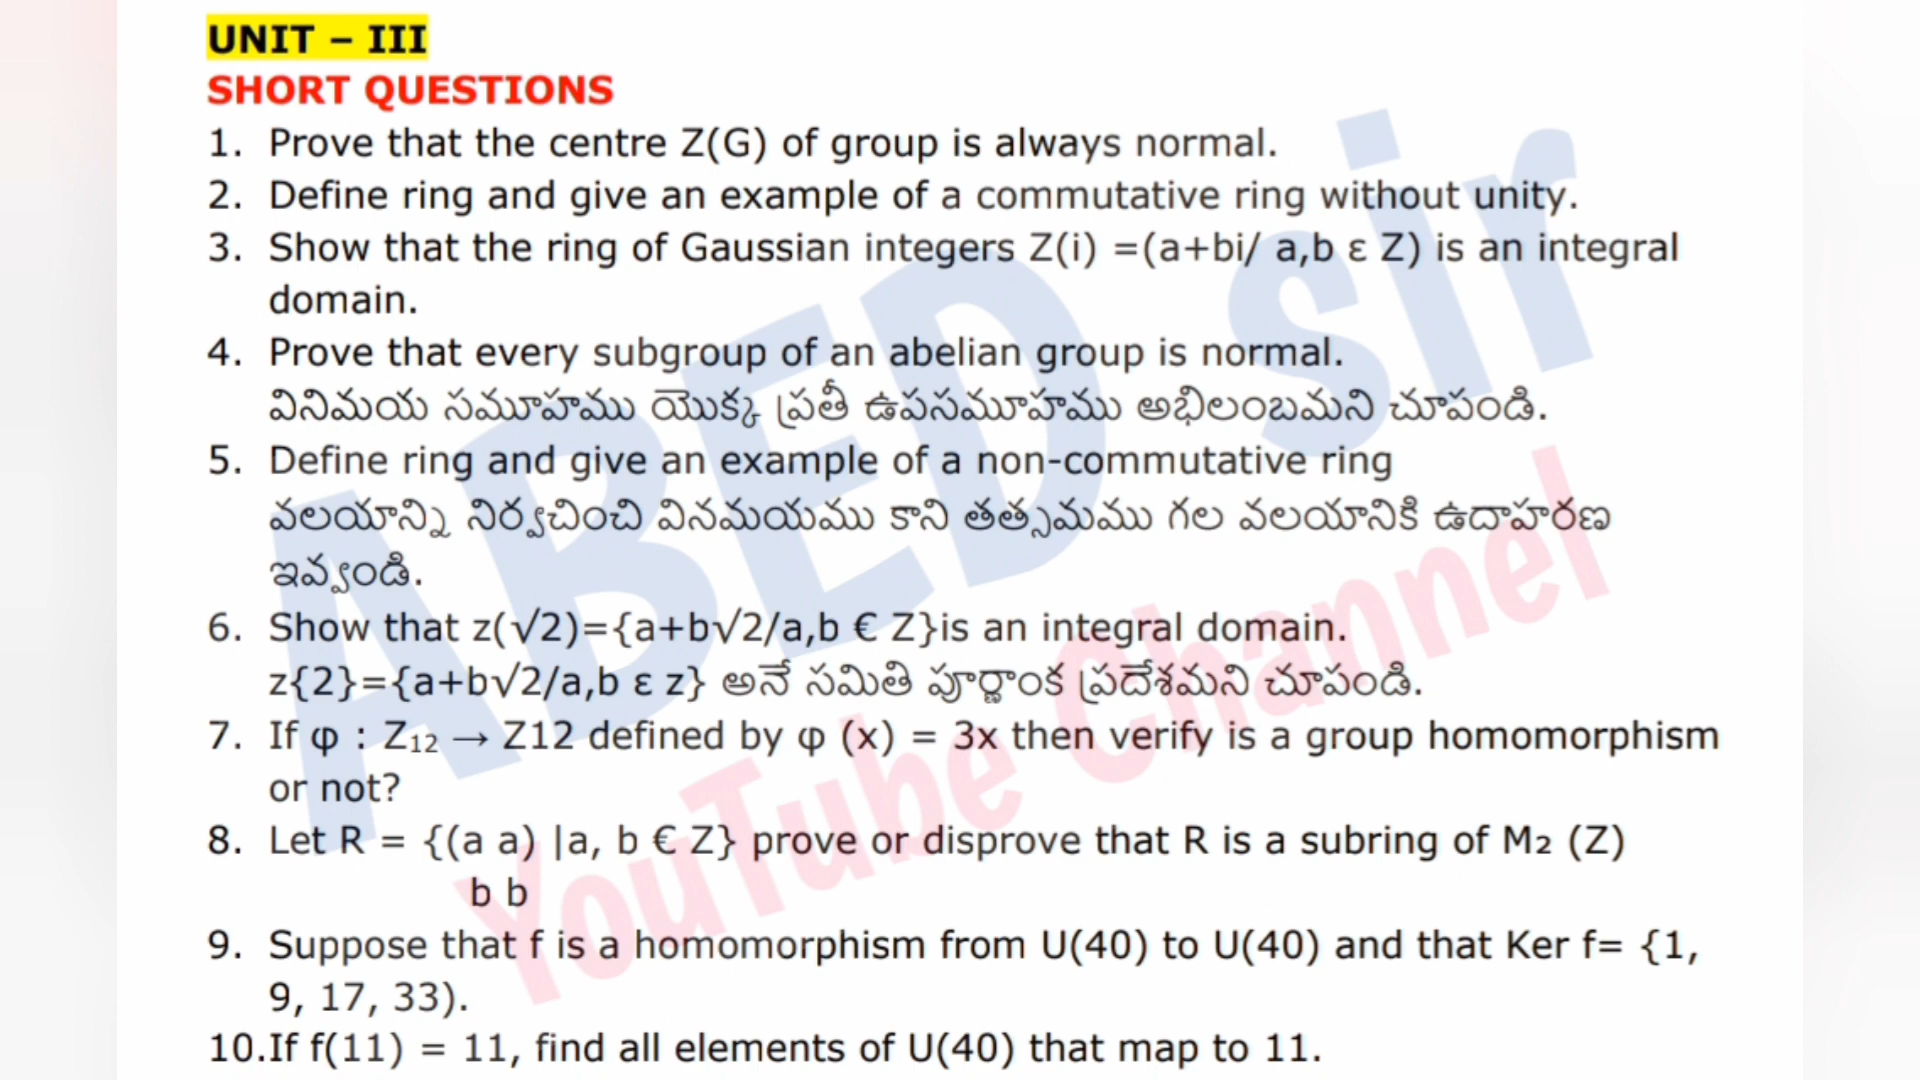 UNIT – III
SHORT QUESTIONS
1. Prove that the centre Z(G) of group is always normal.
2. Define ring and give an example of a commutative ring without unity.
3. Show that the ring of Gaussian integers Z(i) =(a+bi/ a,b ε Z) is an integral
domain.
4. Prove that every subgroup of an abelian group is normal.
వినిమయ సమూహము యొక్క ప్రతీ ఉపసమూహము అభిలంబమని చూపండి.
5. Define ring and give an example of a non-commutative ring
వలయాన్ని నిర్వచించి వినమయము కాని తత్సమము గల వలయానికి ఉదాహరణ
ఇవ్వండి.
6. Show that z(√2)={a+b√2/a,b € Z}is an integral domain.
z{2}={a+b√2/a,b ε z} అనే సమితి పూర్ణాంక ప్రదేశమని చూపండి.
7. If φ : Z₁₂ → Z12 defined by φ (x) = 3x then verify is a group homomorphism
or not?
8. Let R = {(a a) |a, b € Z} prove or disprove that R is a subring of M₂ (Z)
b b
9. Suppose that f is a homomorphism from U(40) to U(40) and that Ker f= {1,
9, 17, 33).
10.If f(11) = 11, find all elements of U(40) that map to 11.
ABED sir
YouTube Channel